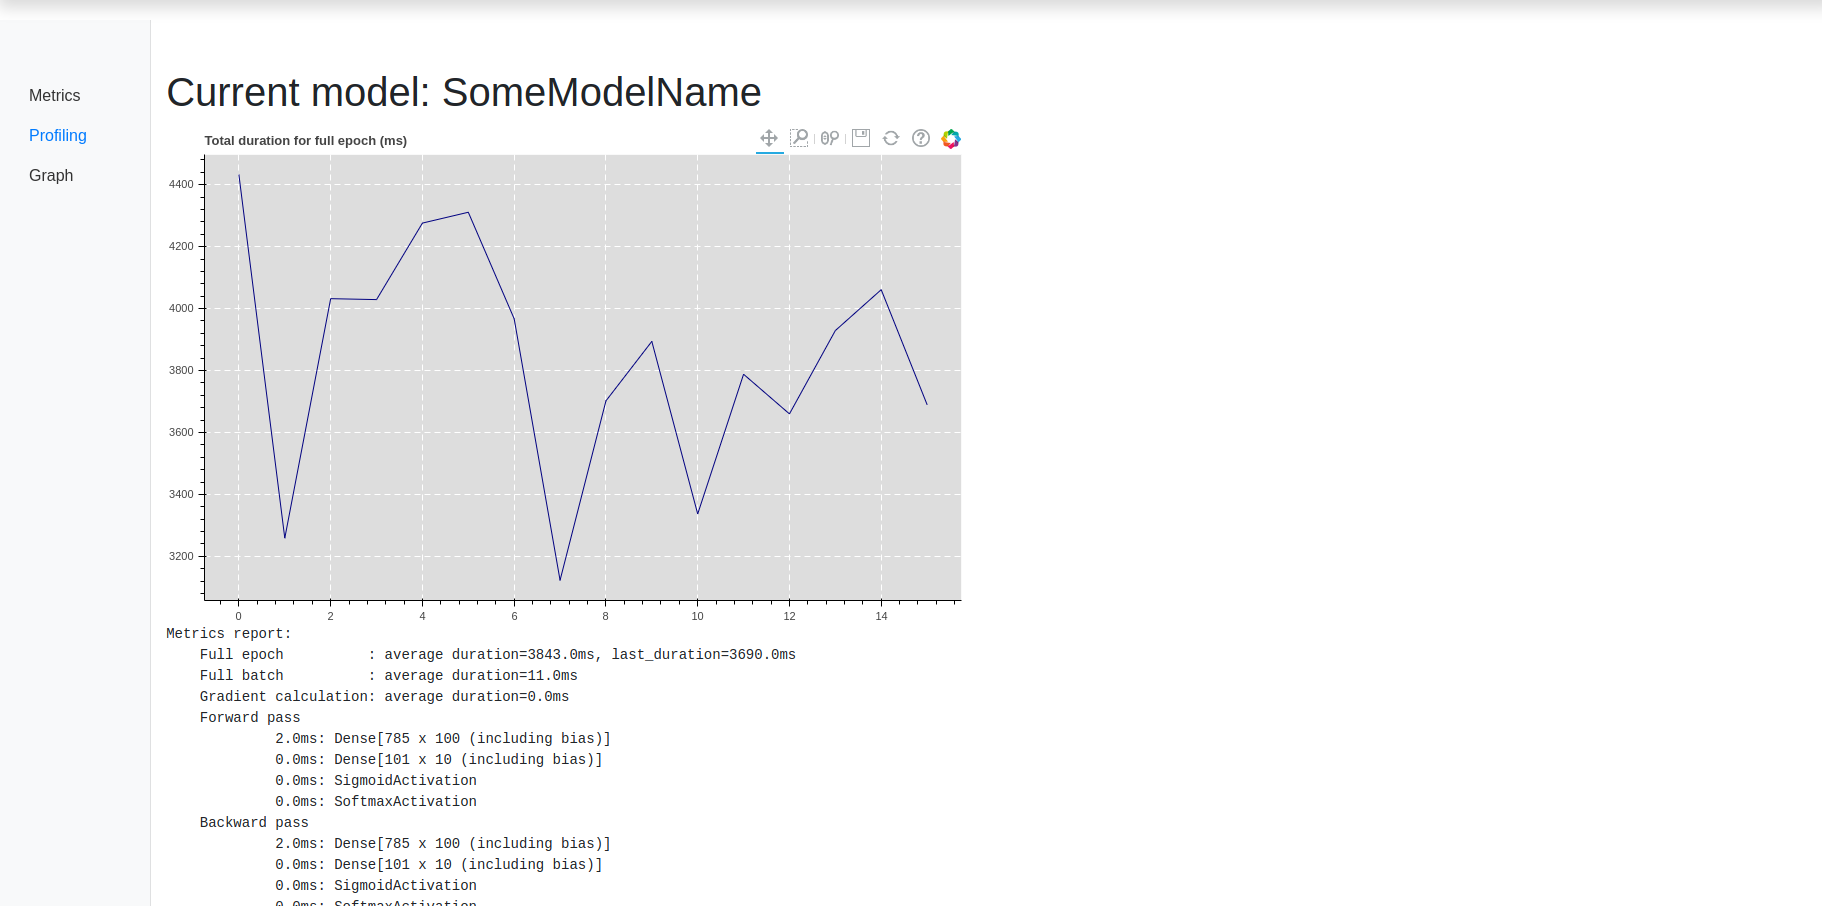 Metrics
Profiling
Graph
Current model: SomeModelName
Total duration for full epoch (ms)
4400
4200
4000
3800
3600
3400
3200
0 2 4 6 8 10 12 14
Metrics report:
Full epoch : average duration=3843.0ms, last_duration=3690.0ms
Full batch : average duration=11.0ms
Gradient calculation: average duration=0.0ms
Forward pass
2.0ms: Dense[785 x 100 (including bias)]
0.0ms: Dense[101 x 10 (including bias)]
0.0ms: SigmoidActivation
0.0ms: SoftmaxActivation
Backward pass
2.0ms: Dense[785 x 100 (including bias)]
0.0ms: Dense[101 x 10 (including bias)]
0.0ms: SigmoidActivation
0.0ms: SoftmaxActivation